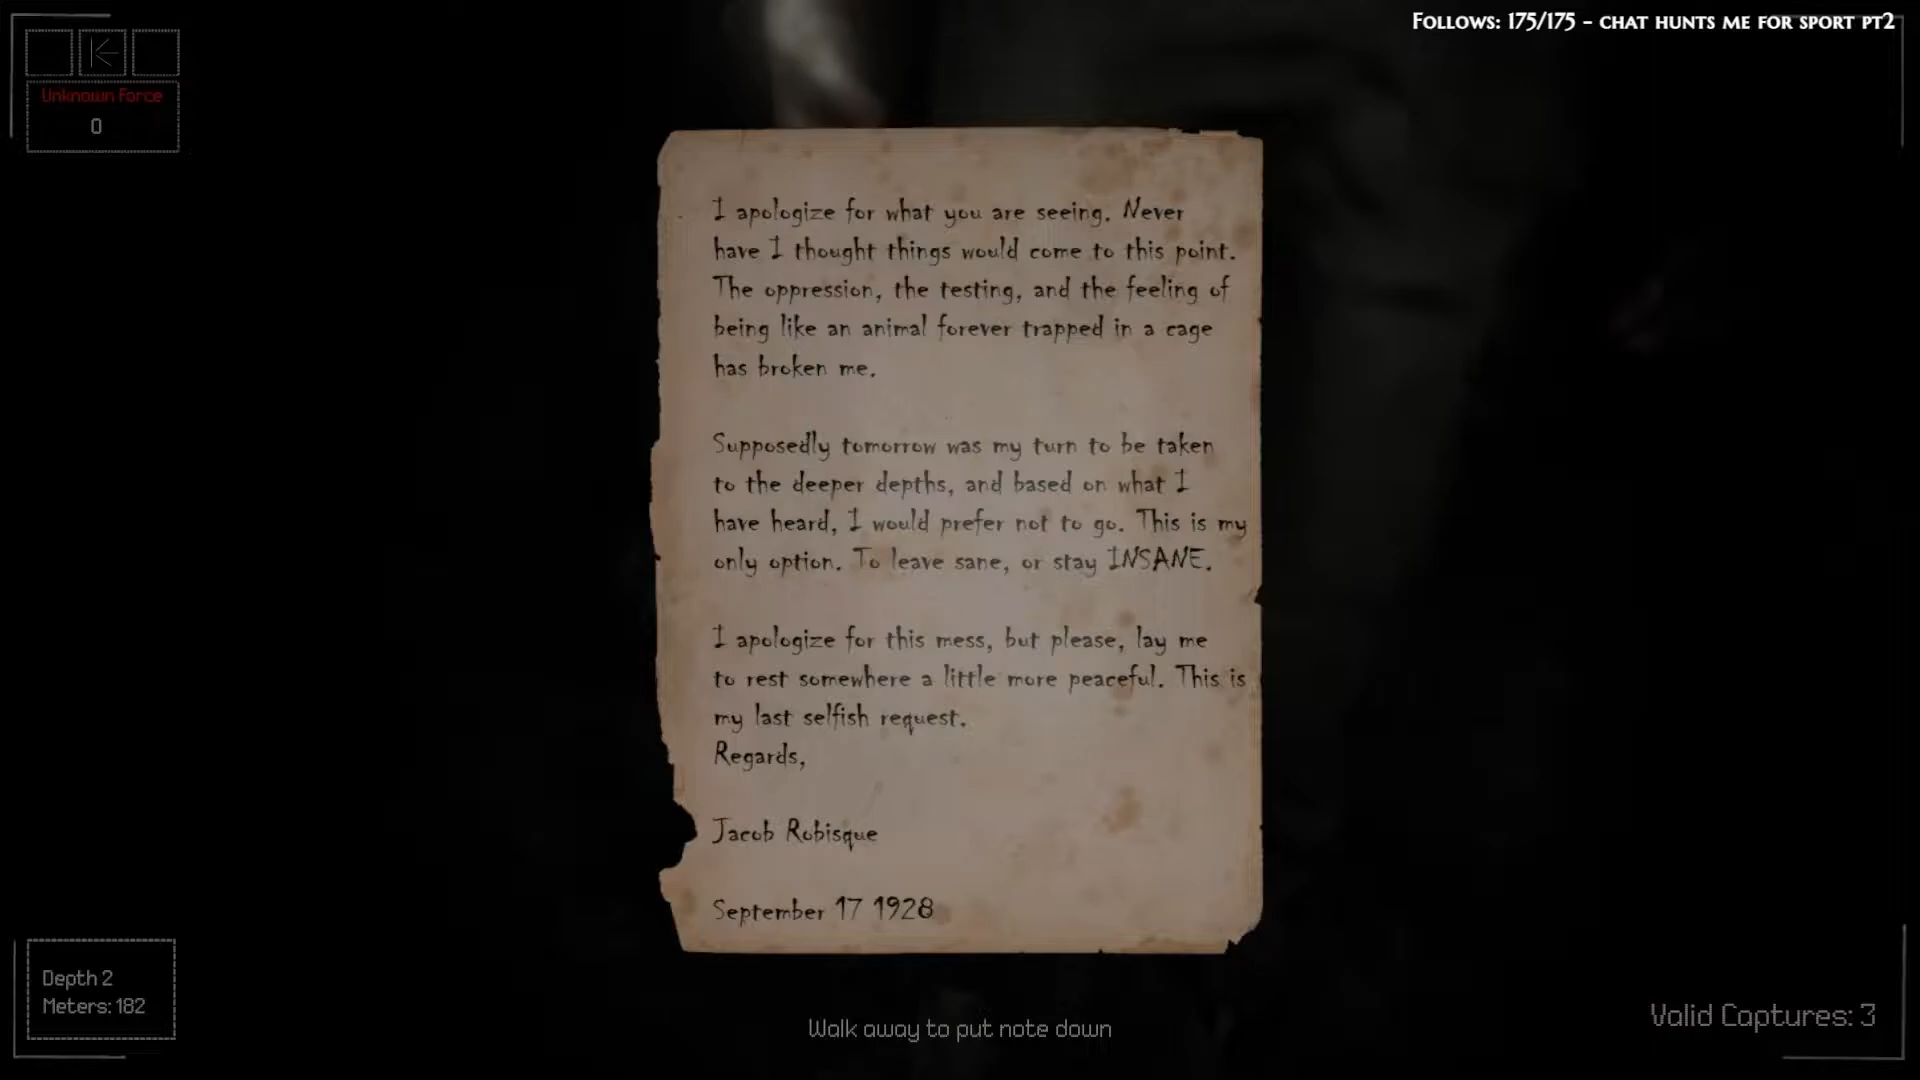 FOLLOWS: 175/175 - CHAT HUNTS ME FOR SPORT PT2
Unknown Force
0
I apologize for what you are seeing. Never
have I thought things would come to this point.
The oppression, the testing, and the feeling of
being like an animal forever trapped in a cage
has broken me.
Supposedly tomorrow was my turn to be taken
to the deeper depths, and based on what I
have heard, I would prefer not to go. This is my
only option. To leave sane, or stay INSANE.
I apologize for this mess, but please, lay me
to rest somewhere a little more peaceful. This is
my last selfish request.
Regards,
Jacob Robisque
September 17 1928
Depth 2
Meters: 182
Walk away to put note down
Valid Captures: 3